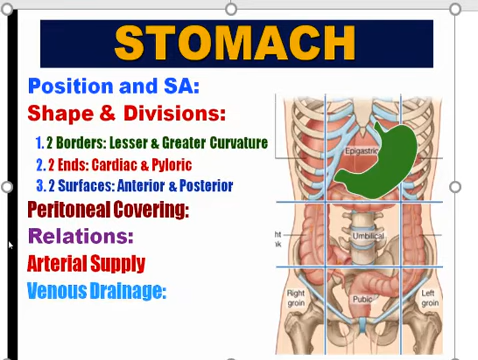 STOMACH
Position and SA:
Shape & Divisions:
1. 2 Borders: Lesser & Greater Curvature
2. 2 Ends: Cardiac & Pyloric
3. 2 Surfaces: Anterior & Posterior
Peritoneal Covering:
Relations:
Arterial Supply
Venous Drainage:
Epigastric
Umbilical
Pubic
Right
groin
Left
groin